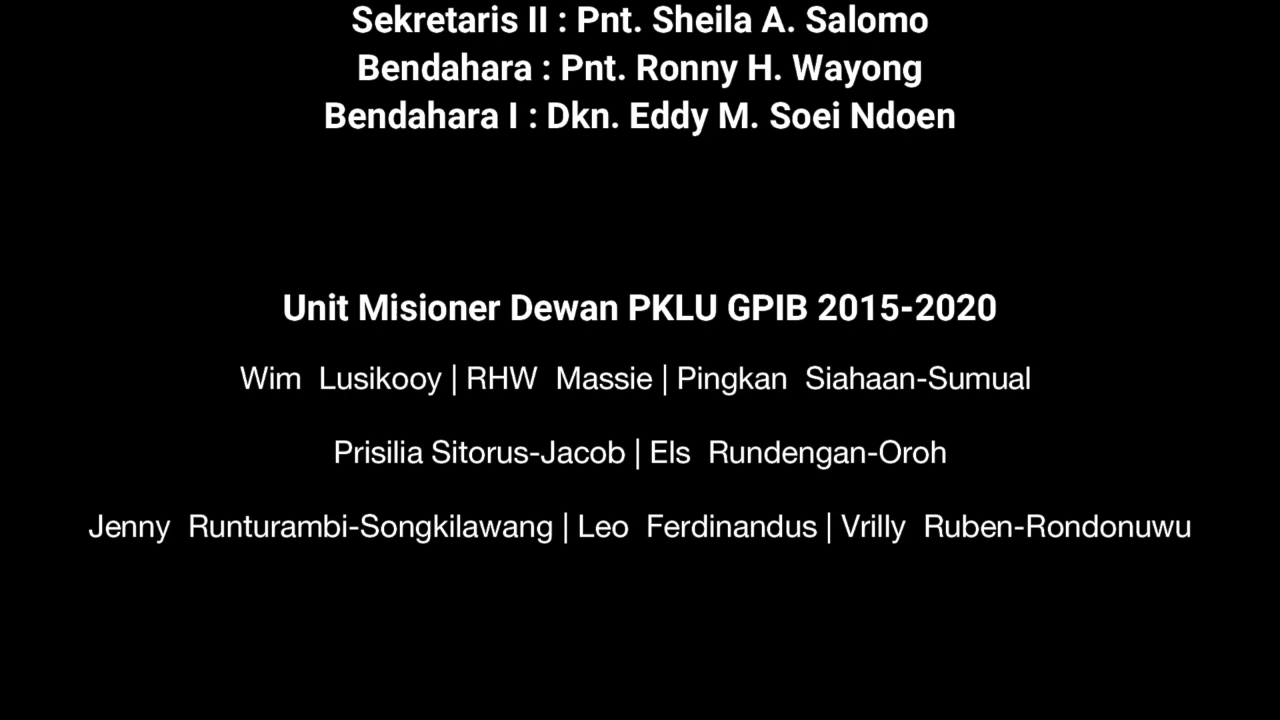 Sekretaris II : Pnt. Sheila A. Salomo
Bendahara : Pnt. Ronny H. Wayong
Bendahara I : Dkn. Eddy M. Soei Ndoen
Unit Misioner Dewan PKLU GPIB 2015-2020
Wim Lusikooy | RHW Massie | Pingkan Siahaan-Sumual
Prisilia Sitorus-Jacob | Els Rundengan-Oroh
Jenny Runturambi-Songkilawang | Leo Ferdinandus | Vrilly Ruben-Rondonuwu